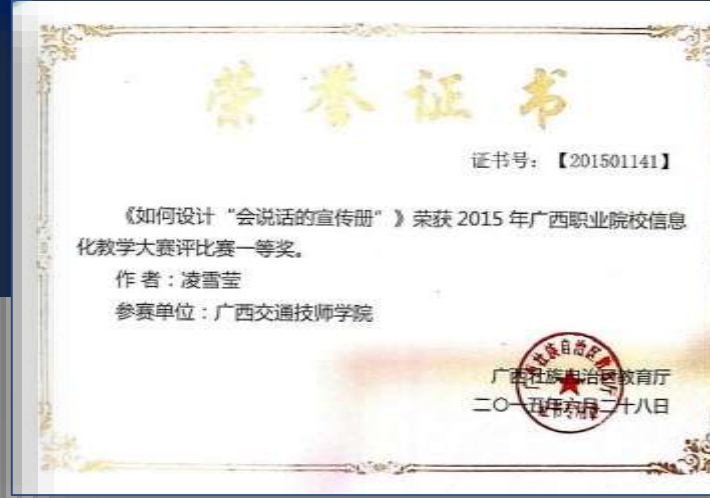 荣誉证书
证书号：【201501141】
《如何设计“会说话的宣传册”》荣获 2015 年广西职业院校信息
化教学大赛评比赛一等奖。
作 者：凌雪莹
参赛单位：广西交通技师学院
广西壮族自治区教育厅
二〇一五年六月二十八日